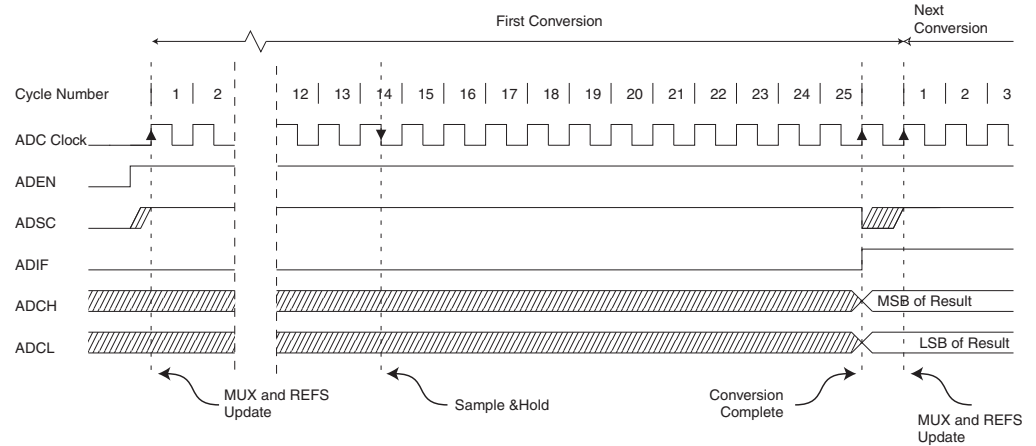 First Conversion
Next
Conversion
Cycle Number 1 2 12 13 14 15 16 17 18 19 20 21 22 23 24 25 1 2 3
ADC Clock
ADEN
ADSC
ADIF
ADCH MSB of Result
ADCL LSB of Result
MUX and REFS
Update
Sample &Hold
Conversion
Complete
MUX and REFS
Update